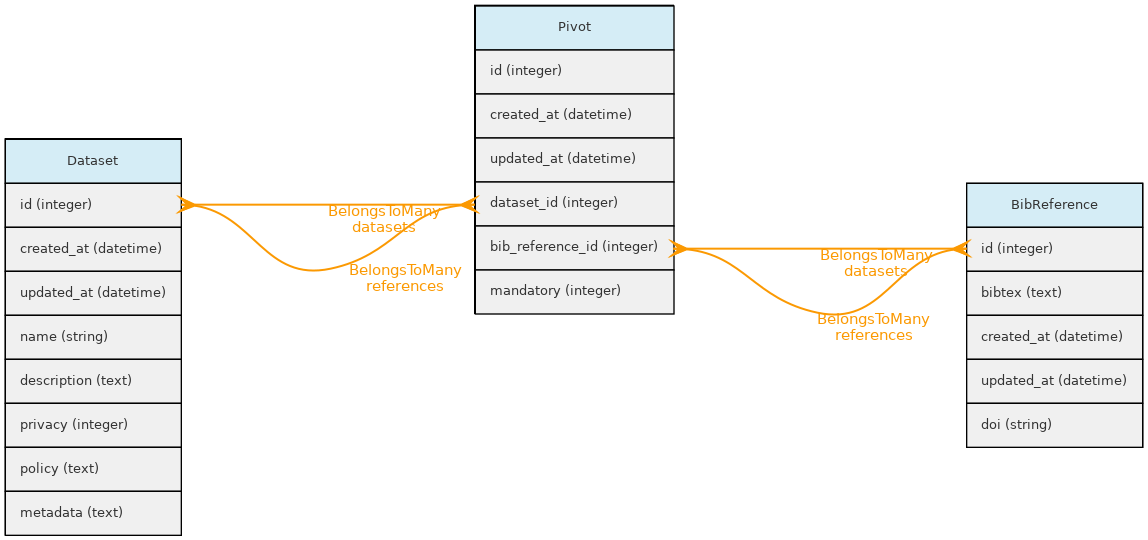 Pivot
id (integer)
created_at (datetime)
updated_at (datetime)
dataset_id (integer)
bib_reference_id (integer)
mandatory (integer)
Dataset
id (integer)
created_at (datetime)
updated_at (datetime)
name (string)
description (text)
privacy (integer)
policy (text)
metadata (text)
BelongsToMany
datasets
BelongsToMany
references
BelongsToMany
datasets
BelongsToMany
references
BibReference
id (integer)
bibtex (text)
created_at (datetime)
updated_at (datetime)
doi (string)